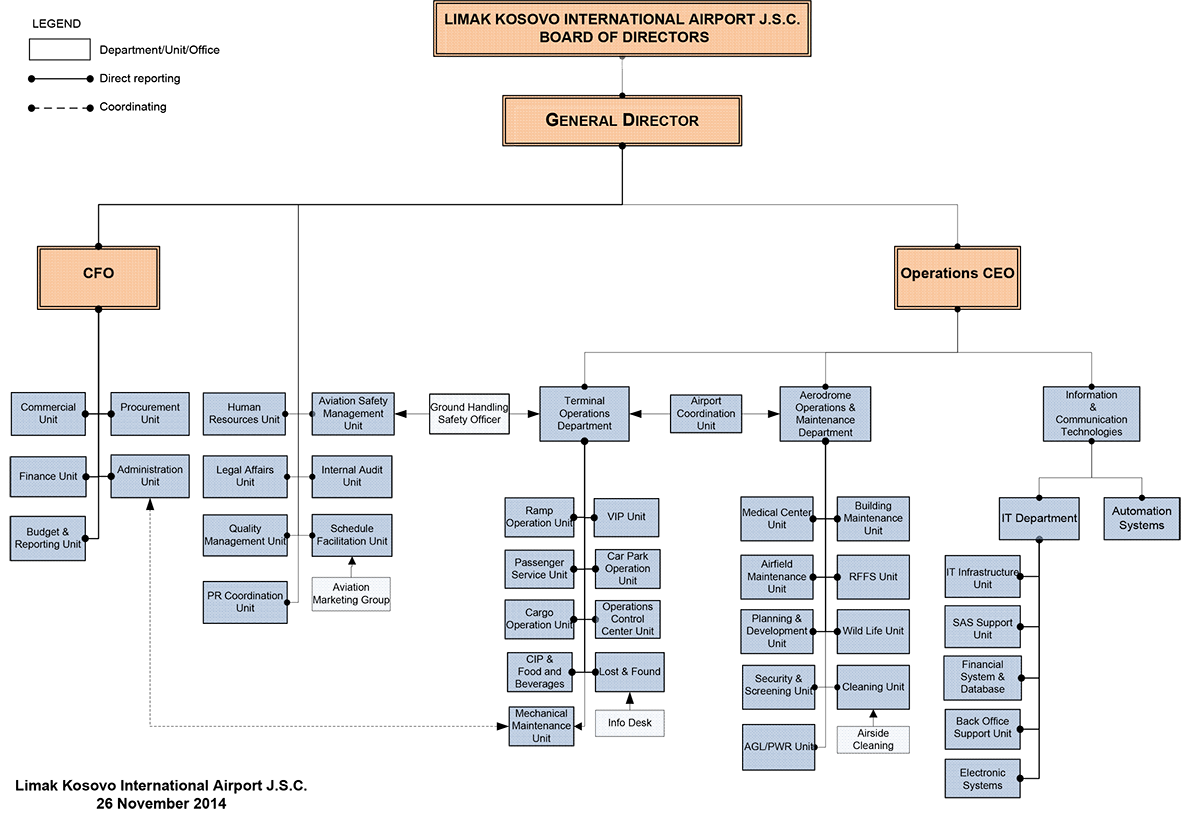 LEGEND
Department/Unit/Office
Direct reporting
Coordinating
LIMAK KOSOVO INTERNATIONAL AIRPORT J.S.C.
BOARD OF DIRECTORS
GENERAL DIRECTOR
CFO
Operations CEO
Commercial
Unit
Procurement
Unit
Finance Unit
Administration
Unit
Budget &
Reporting Unit
Human
Resources Unit
Aviation Safety
Management
Unit
Legal Affairs
Unit
Internal Audit
Unit
Quality
Management Unit
Schedule
Facilitation Unit
Aviation
Marketing Group
PR Coordination
Unit
Ground Handling
Safety Officer
Terminal
Operations
Department
Airport
Coordination
Unit
Aerodrome
Operations &
Maintenance
Department
Information
&
Communication
Technologies
Ramp
Operation Unit
VIP Unit
Passenger
Service Unit
Car Park
Operation
Unit
Cargo
Operation Unit
Operations
Control
Center Unit
CIP &
Food and
Beverages
Lost & Found
Mechanical
Maintenance
Unit
Info Desk
Medical Center
Unit
Building
Maintenance
Unit
Airfield
Maintenance
Unit
RFFS Unit
Planning &
Development
Unit
Wild Life Unit
Security &
Screening Unit
Cleaning Unit
AGL/PWR Unit
Airside
Cleaning
IT Department
Automation
Systems
IT Infrastructure
Unit
SAS Support
Unit
Financial
System &
Database
Back Office
Support Unit
Electronic
Systems
Limak Kosovo International Airport J.S.C.
26 November 2014